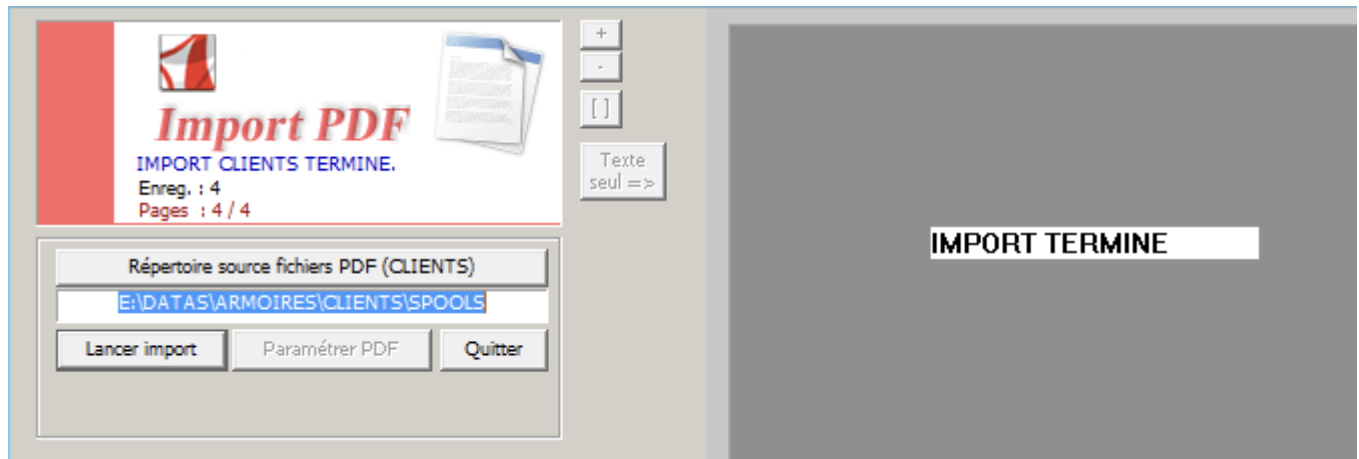 Import PDF
IMPORT CLIENTS TERMINE.
Enreg. : 4
Pages : 4 / 4
+
-
[ ]
Texte
seul =>
Répertoire source fichiers PDF (CLIENTS)
E:\DATAS\ARMOIRES\CLIENTS\SPOOLS
Lancer import Paramétrer PDF Quitter
IMPORT TERMINE